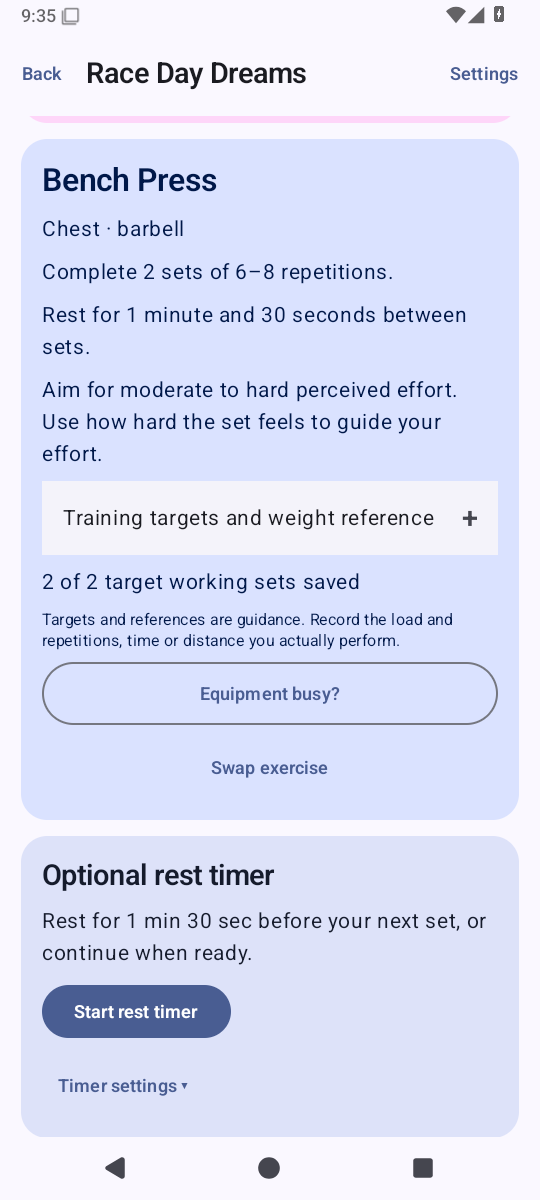 9:35
Back
Race Day Dreams
Settings
Bench Press
Chest · barbell
Complete 2 sets of 6–8 repetitions.
Rest for 1 minute and 30 seconds between
sets.
Aim for moderate to hard perceived effort.
Use how hard the set feels to guide your
effort.
Training targets and weight reference +
2 of 2 target working sets saved
Targets and references are guidance. Record the load and
repetitions, time or distance you actually perform.
Equipment busy?
Swap exercise
Optional rest timer
Rest for 1 min 30 sec before your next set, or
continue when ready.
Start rest timer
Timer settings ▾